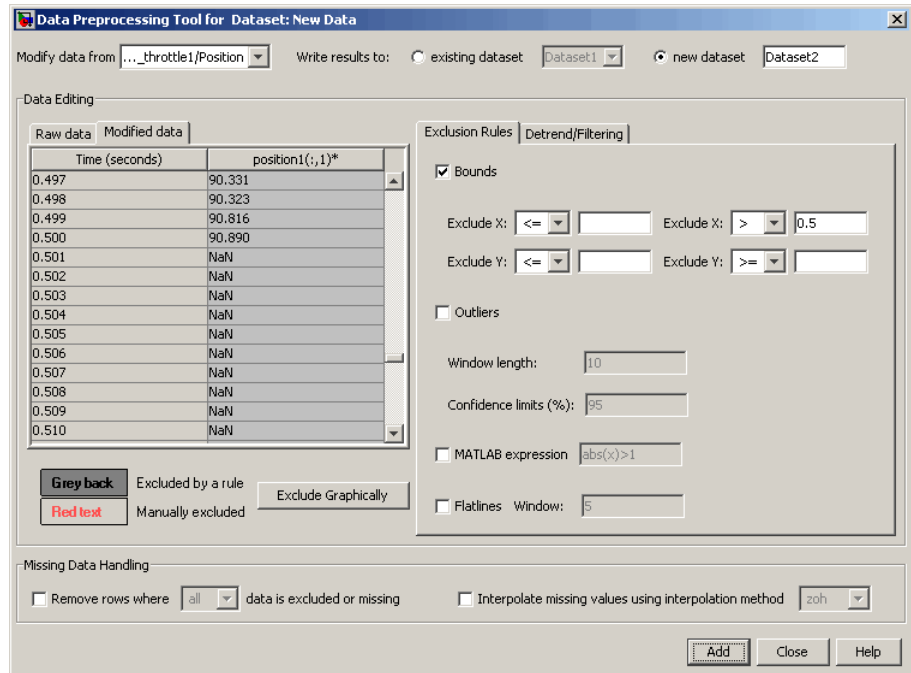 Data Preprocessing Tool for Dataset: New Data
Modify data from ..._throttle1/Position Write results to: existing dataset Dataset1 new dataset Dataset2
Data Editing
Raw data Modified data
Time (seconds) position1(:,1)*
0.497 90.331
0.498 90.323
0.499 90.816
0.500 90.890
0.501 NaN
0.502 NaN
0.503 NaN
0.504 NaN
0.505 NaN
0.506 NaN
0.507 NaN
0.508 NaN
0.509 NaN
0.510 NaN
Grey back Excluded by a rule
Red text Manually excluded
Exclude Graphically
Exclusion Rules Detrend/Filtering
Bounds
Exclude X: <= Exclude X: > 0.5
Exclude Y: <= Exclude Y: >=
Outliers
Window length: 10
Confidence limits (%): 95
MATLAB expression abs(x)>1
Flatlines Window: 5
Missing Data Handling
Remove rows where all data is excluded or missing Interpolate missing values using interpolation method zoh
Add Close Help